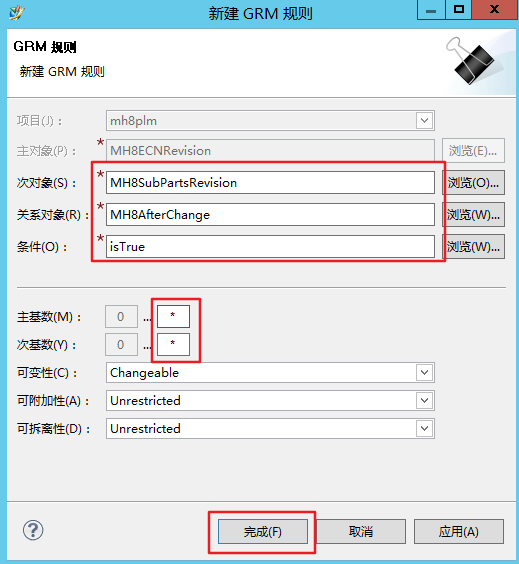 新建 GRM 规则
GRM 规则
新建 GRM 规则
项目(J)： mh8plm
主对象(P)： * MH8ECNRevision 浏览(E)...
次对象(S)： * MH8SubPartsRevision 浏览(O)...
关系对象(R)： * MH8AfterChange 浏览(W)...
条件(O)： * isTrue 浏览(W)...
主基数(M)： 0 ... *
次基数(Y)： 0 ... *
可变性(C)： Changeable
可附加性(A)： Unrestricted
可拆离性(D)： Unrestricted
? 完成(F) 取消 应用(A)